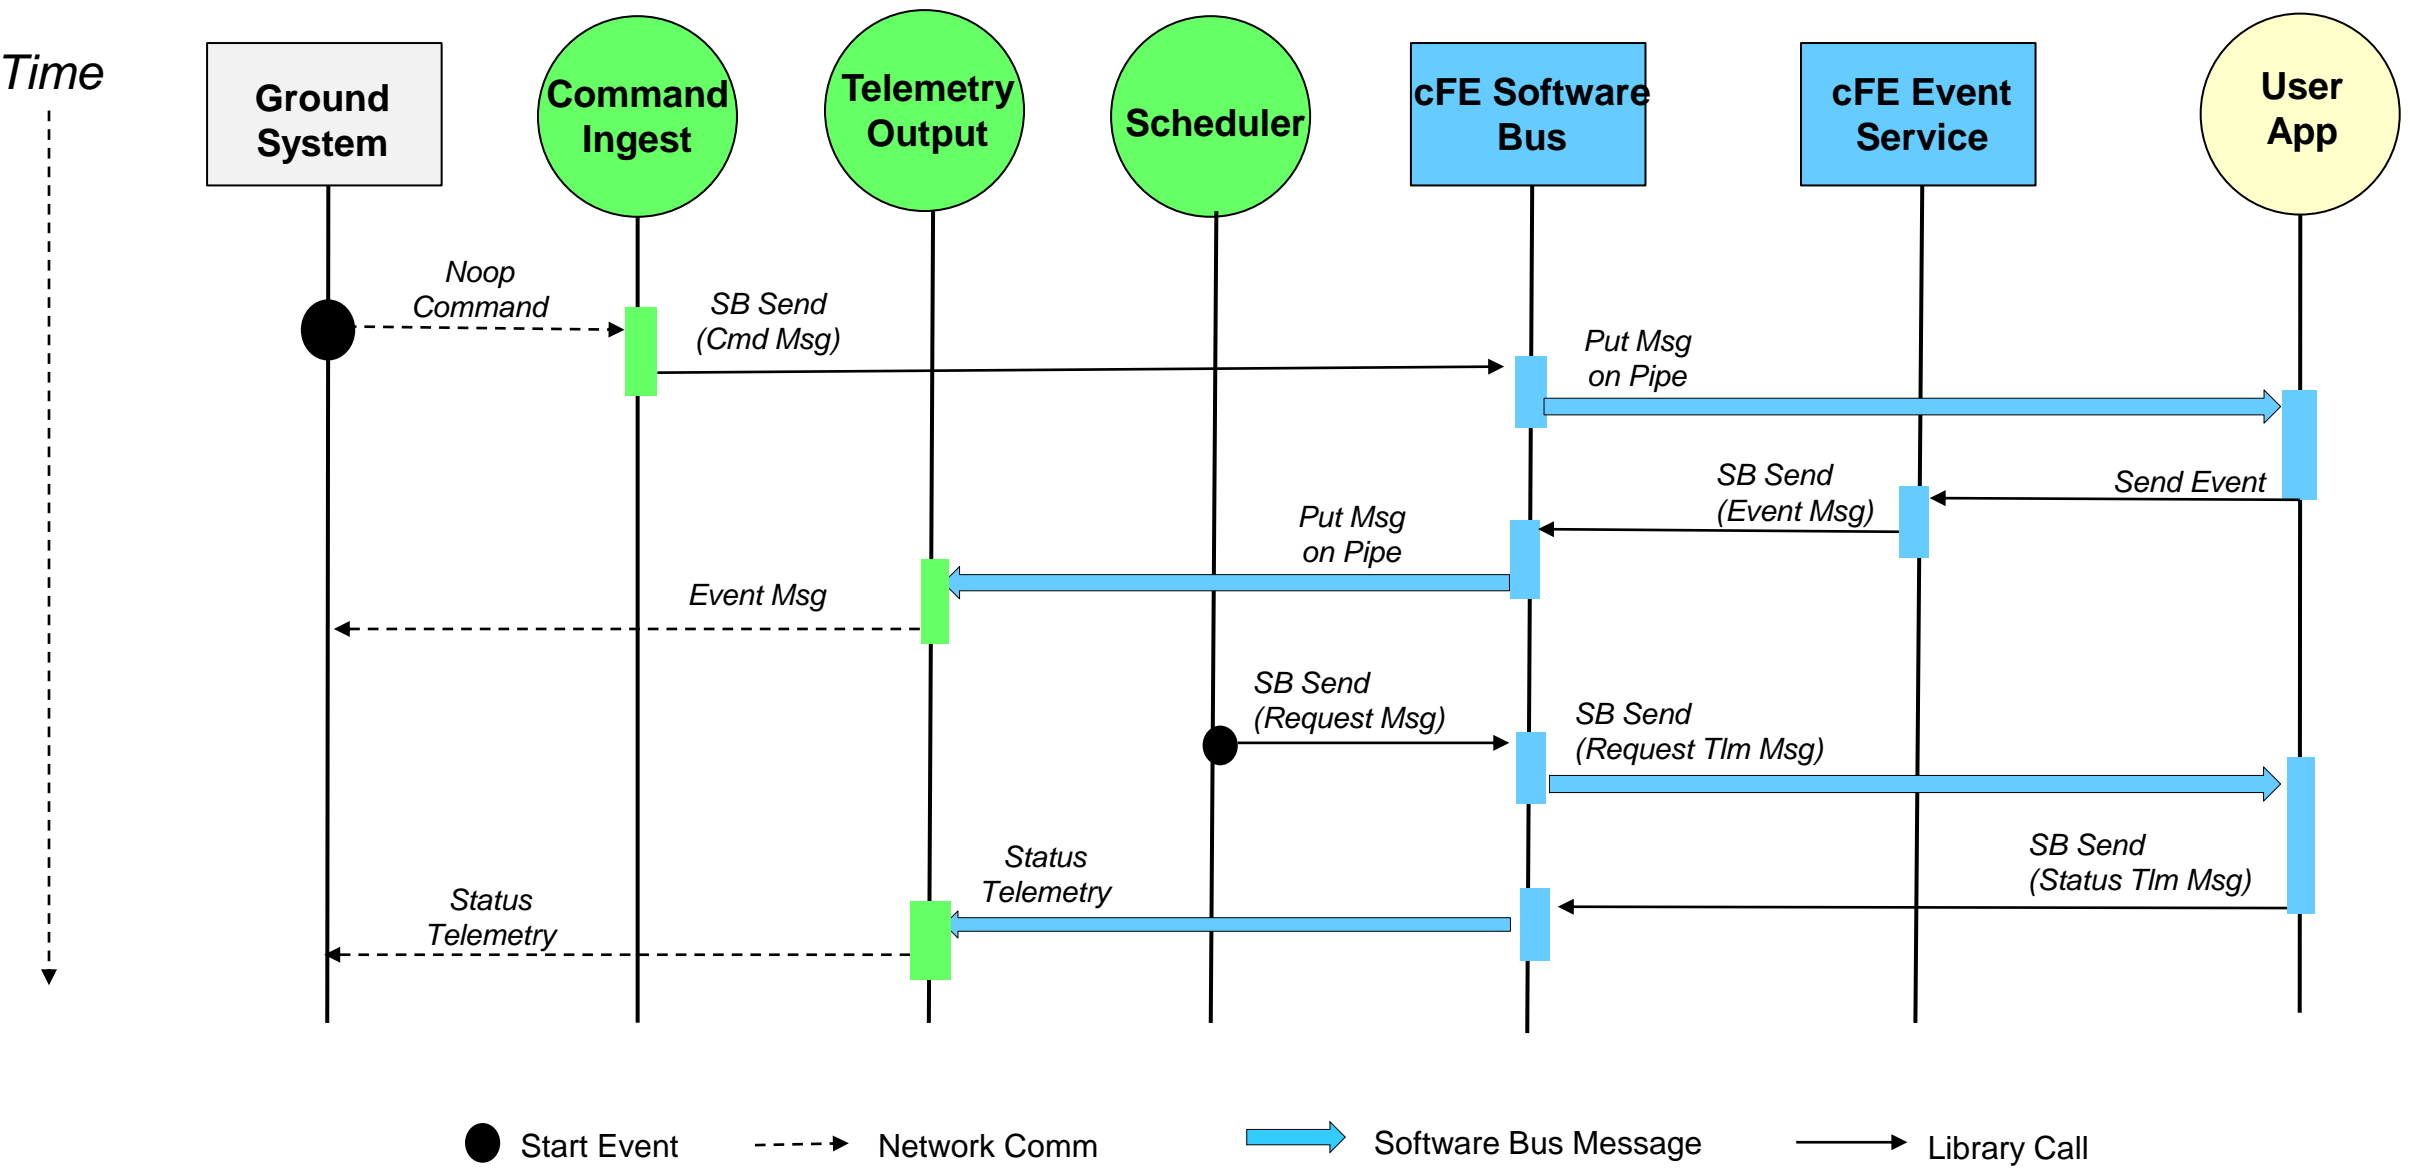 Time
Ground
System
Command
Ingest
Telemetry
Output
Scheduler
cFE Software
Bus
cFE Event
Service
User
App
Noop
Command
SB Send
(Cmd Msg)
Put Msg
on Pipe
Send Event
SB Send
(Event Msg)
Put Msg
on Pipe
Event Msg
SB Send
(Request Msg)
SB Send
(Request Tlm Msg)
SB Send
(Status Tlm Msg)
Status
Telemetry
Status
Telemetry
Start Event
Network Comm
Software Bus Message
Library Call